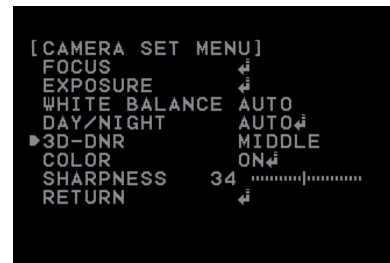 [CAMERA SET MENU]
FOCUS ↲
EXPOSURE ↲
WHITE BALANCE AUTO
DAY/NIGHT AUTO↲
3D-DNR MIDDLE
COLOR ON↲
SHARPNESS 34
RETURN ↲